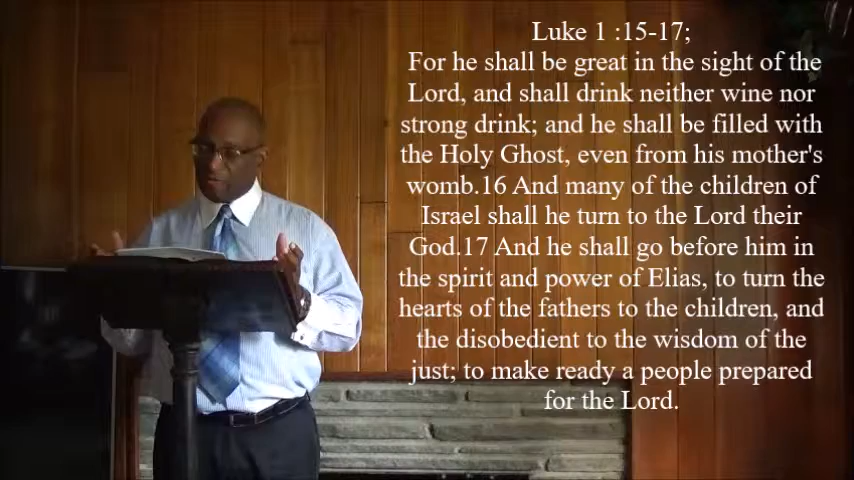 Luke 1 :15-17;
For he shall be great in the sight of the
Lord, and shall drink neither wine nor
strong drink; and he shall be filled with
the Holy Ghost, even from his mother's
womb.16 And many of the children of
Israel shall he turn to the Lord their
God.17 And he shall go before him in
the spirit and power of Elias, to turn the
hearts of the fathers to the children, and
the disobedient to the wisdom of the
just; to make ready a people prepared
for the Lord.